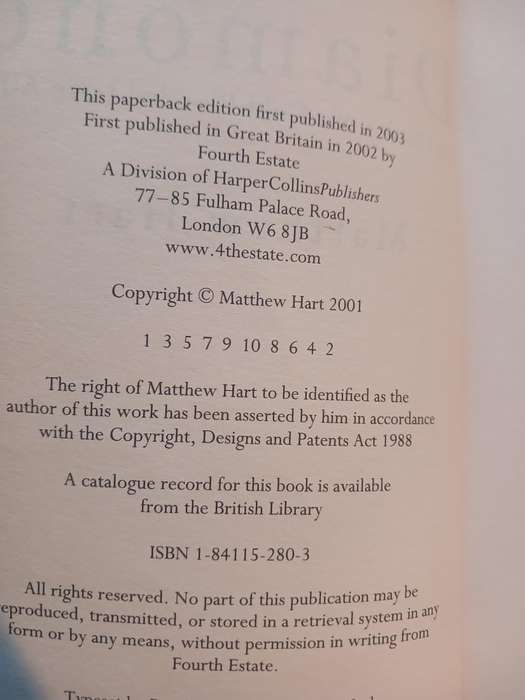 This paperback edition first published in 2003
First published in Great Britain in 2002 by
Fourth Estate
A Division of HarperCollinsPublishers
77–85 Fulham Palace Road,
London W6 8JB
www.4thestate.com
Copyright © Matthew Hart 2001
1 3 5 7 9 10 8 6 4 2
The right of Matthew Hart to be identified as the
author of this work has been asserted by him in accordance
with the Copyright, Designs and Patents Act 1988
A catalogue record for this book is available
from the British Library
ISBN 1-84115-280-3
All rights reserved. No part of this publication may be
reproduced, transmitted, or stored in a retrieval system in any
form or by any means, without permission in writing from
Fourth Estate.